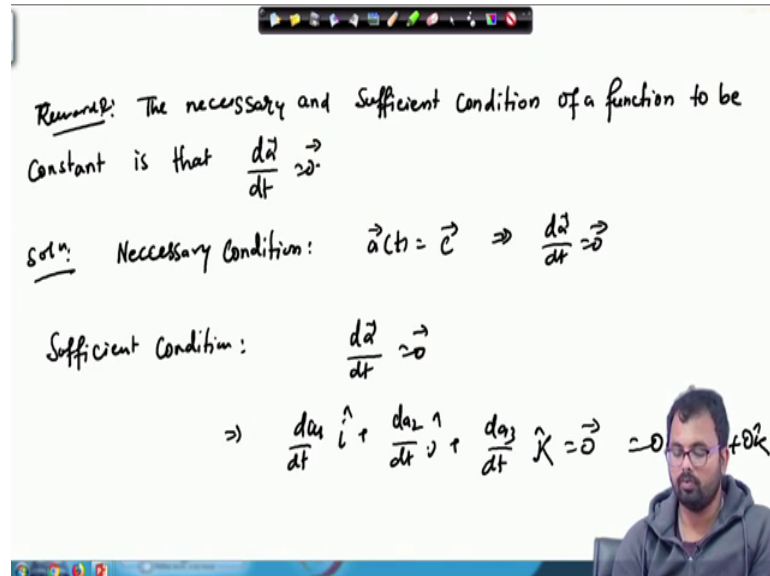 Remark: The necessary and Sufficient Condition of a function to be
Constant is that da⃗/dt = 0⃗.
Solⁿ: Neccessary Condition: a⃗(t) = c⃗ ⇒ da⃗/dt = 0⃗
Sufficient Condition: da⃗/dt = 0⃗
⇒ da₁/dt î + da₂/dt ĵ + da₃/dt k̂ = 0⃗ = 0 + 0k̂